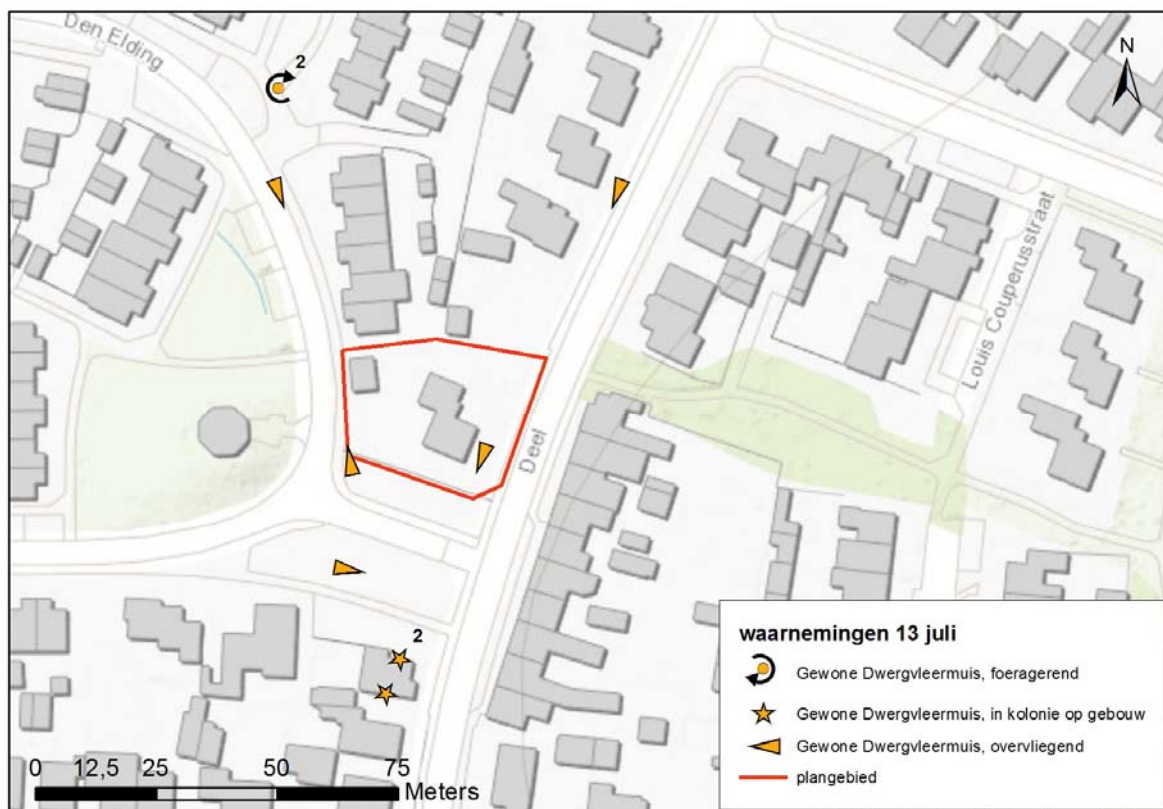 Den Elding
2
N
Louis Couperusstraat
Deel
2
waarnemingen 13 juli
Gewone Dwergvleermuis, foeragerend
Gewone Dwergvleermuis, in kolonie op gebouw
Gewone Dwergvleermuis, overvliegend
plangebied
0 12,5 25 50 75
Meters